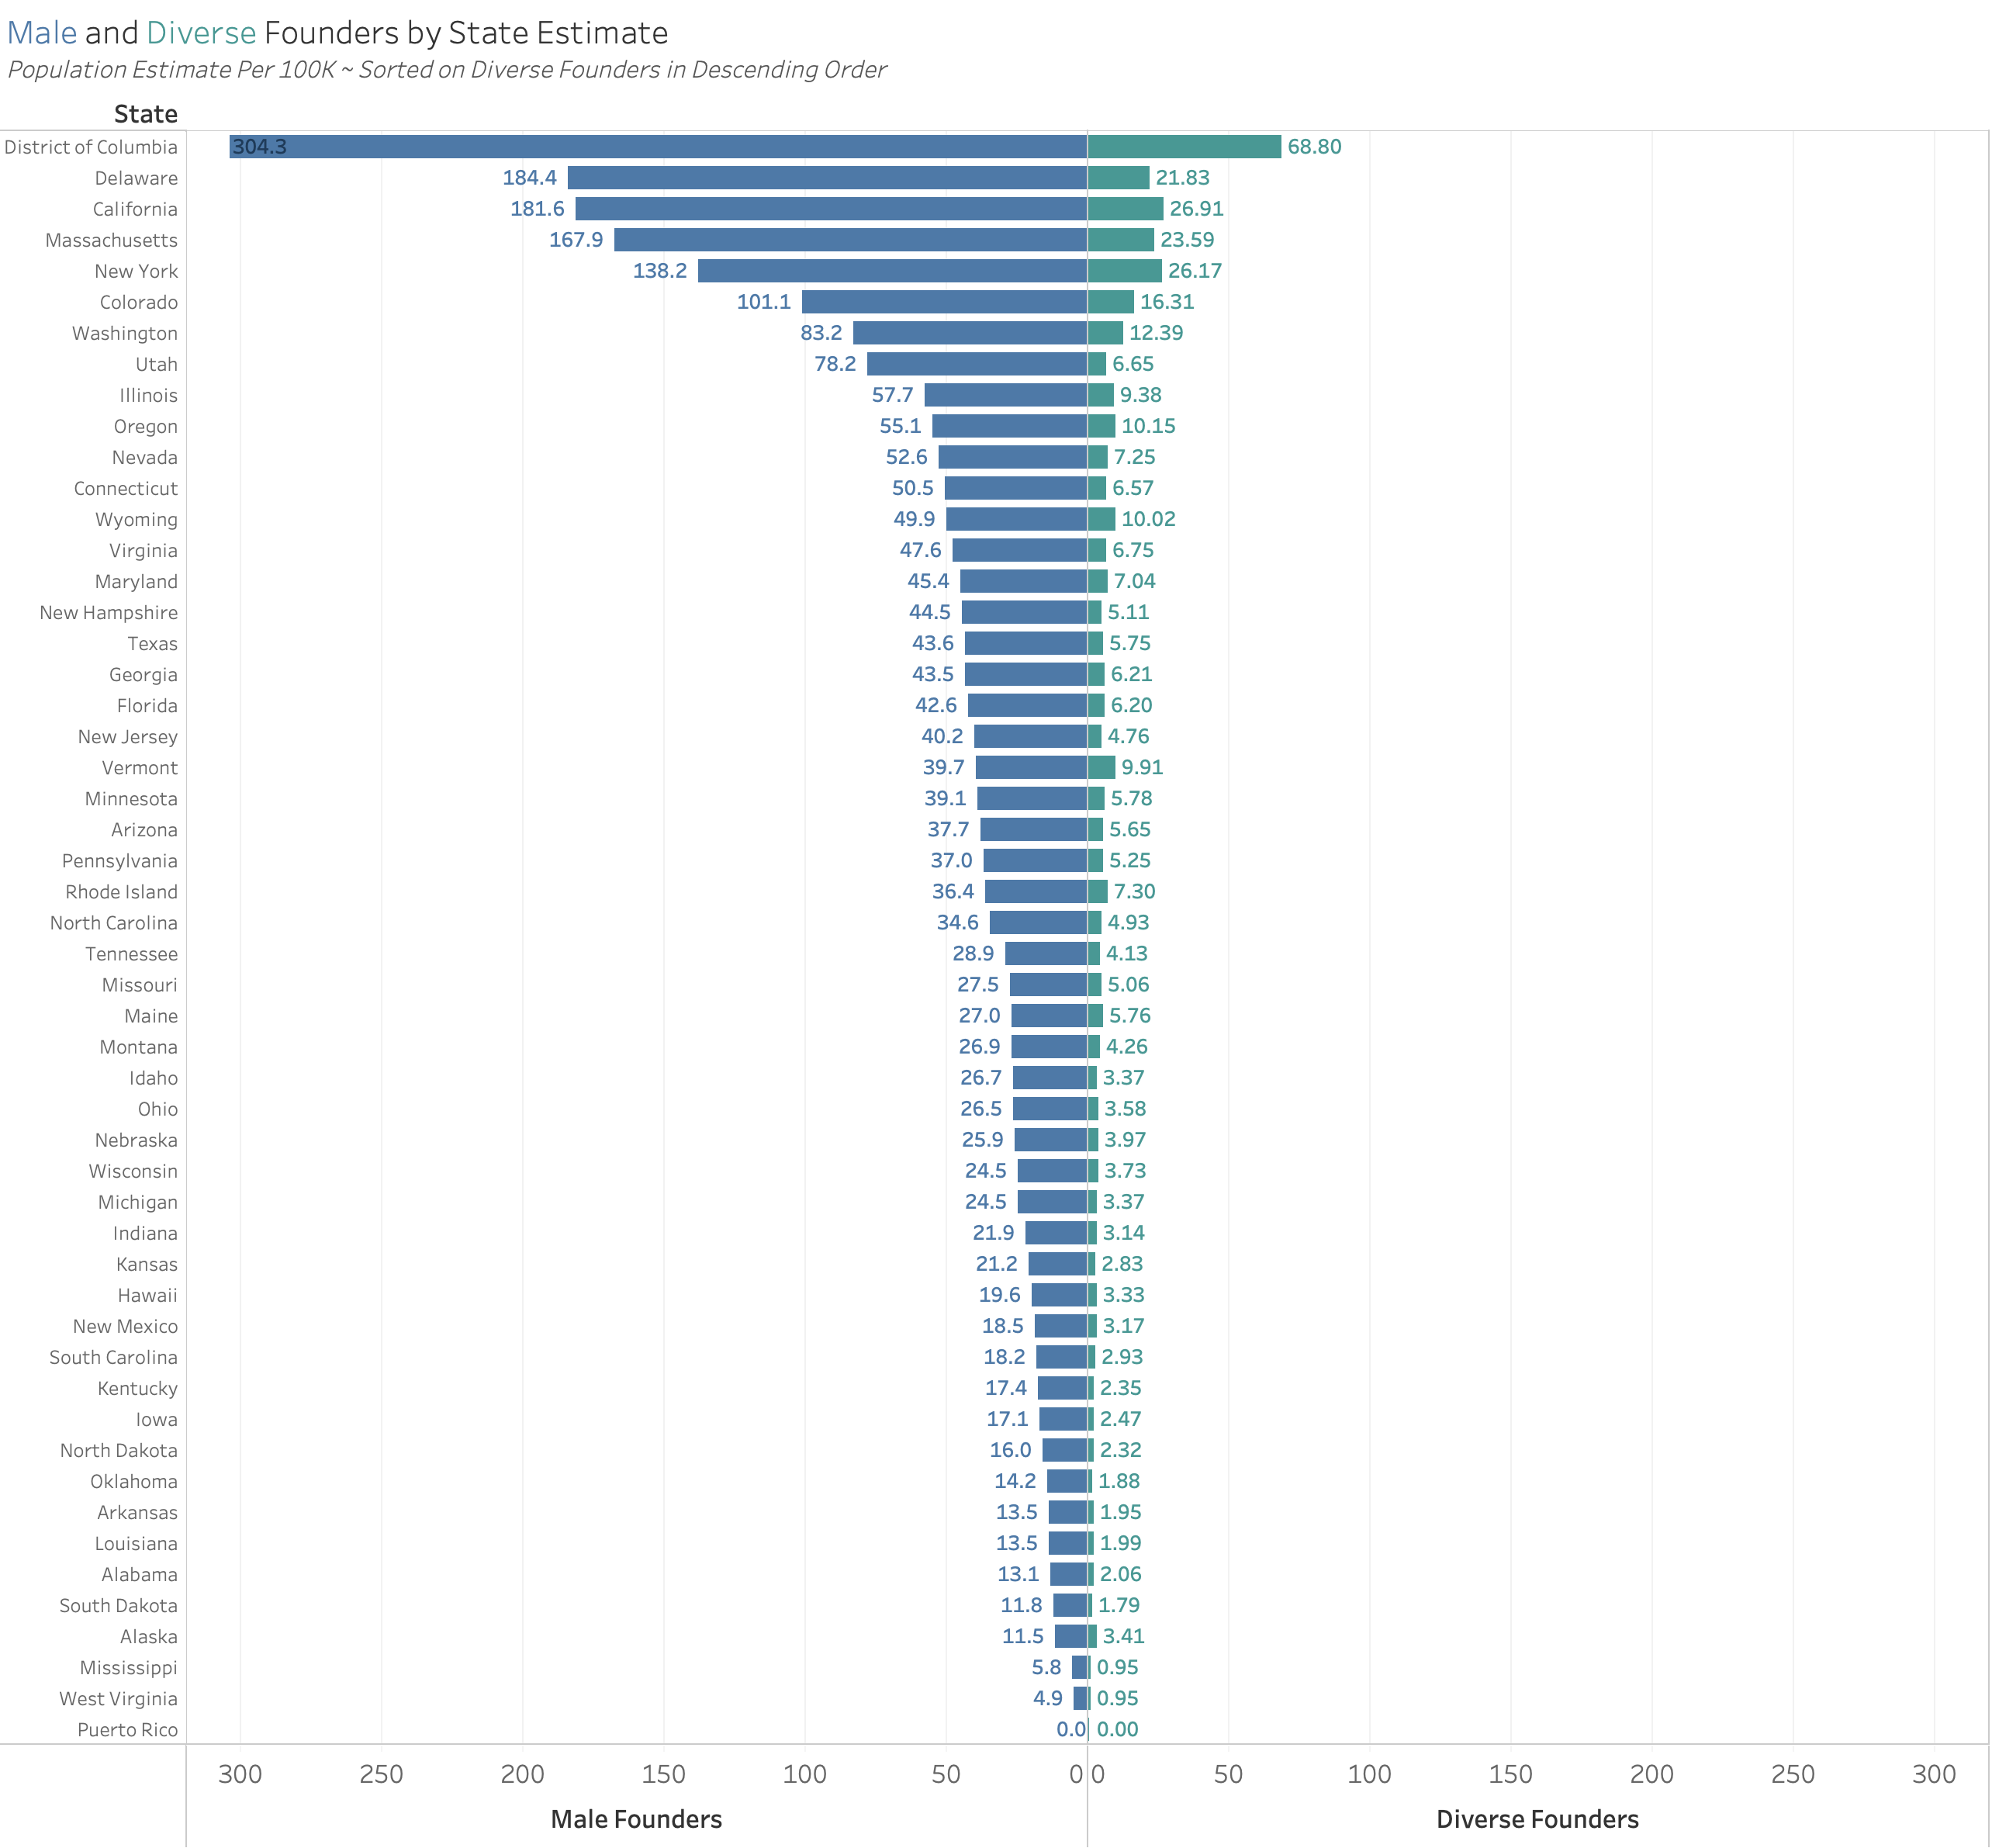 Male and Diverse Founders by State Estimate
Population Estimate Per 100K ~ Sorted on Diverse Founders in Descending Order
State
District of Columbia 304.3 68.80
Delaware 184.4 21.83
California 181.6 26.91
Massachusetts 167.9 23.59
New York 138.2 26.17
Colorado 101.1 16.31
Washington 83.2 12.39
Utah 78.2 6.65
Illinois 57.7 9.38
Oregon 55.1 10.15
Nevada 52.6 7.25
Connecticut 50.5 6.57
Wyoming 49.9 10.02
Virginia 47.6 6.75
Maryland 45.4 7.04
New Hampshire 44.5 5.11
Texas 43.6 5.75
Georgia 43.5 6.21
Florida 42.6 6.20
New Jersey 40.2 4.76
Vermont 39.7 9.91
Minnesota 39.1 5.78
Arizona 37.7 5.65
Pennsylvania 37.0 5.25
Rhode Island 36.4 7.30
North Carolina 34.6 4.93
Tennessee 28.9 4.13
Missouri 27.5 5.06
Maine 27.0 5.76
Montana 26.9 4.26
Idaho 26.7 3.37
Ohio 26.5 3.58
Nebraska 25.9 3.97
Wisconsin 24.5 3.73
Michigan 24.5 3.37
Indiana 21.9 3.14
Kansas 21.2 2.83
Hawaii 19.6 3.33
New Mexico 18.5 3.17
South Carolina 18.2 2.93
Kentucky 17.4 2.35
Iowa 17.1 2.47
North Dakota 16.0 2.32
Oklahoma 14.2 1.88
Arkansas 13.5 1.95
Louisiana 13.5 1.99
Alabama 13.1 2.06
South Dakota 11.8 1.79
Alaska 11.5 3.41
Mississippi 5.8 0.95
West Virginia 4.9 0.95
Puerto Rico 0.0 0.00
300 250 200 150 100 50 0 0 50 100 150 200 250 300
Male Founders Diverse Founders